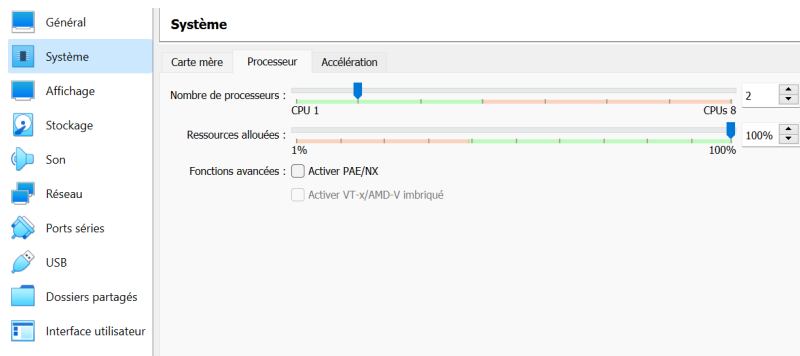 Général
Système
Affichage
Stockage
Son
Réseau
Ports séries
USB
Dossiers partagés
Interface utilisateur
Système
Carte mère Processeur Accélération
Nombre de processeurs : 2
CPU 1 CPUs 8
Ressources allouées : 100%
1% 100%
Fonctions avancées : Activer PAE/NX
Activer VT-x/AMD-V imbriqué